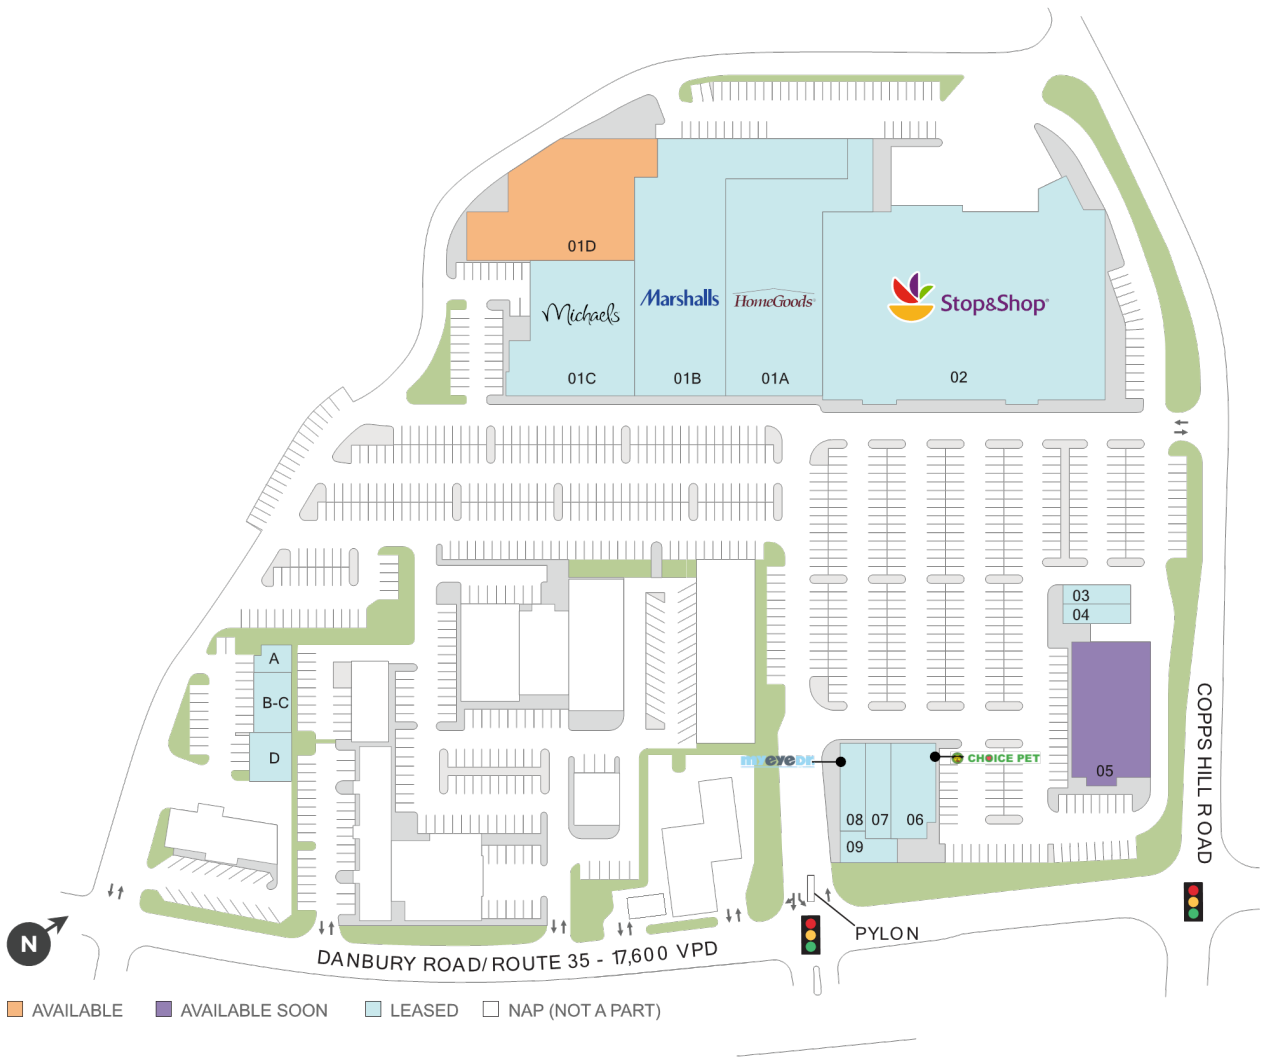 01D
Michaels
Marshalls
HomeGoods
Stop&Shop
01C
01B
01A
02
03
04
A
B-C
D
05
myeyeDr
CHOICE PET
08
07
06
09
COPPS HILL ROAD
PYLON
N
DANBURY ROAD/ROUTE 35 - 17,600 VPD
AVAILABLE
AVAILABLE SOON
LEASED
NAP (NOT A PART)